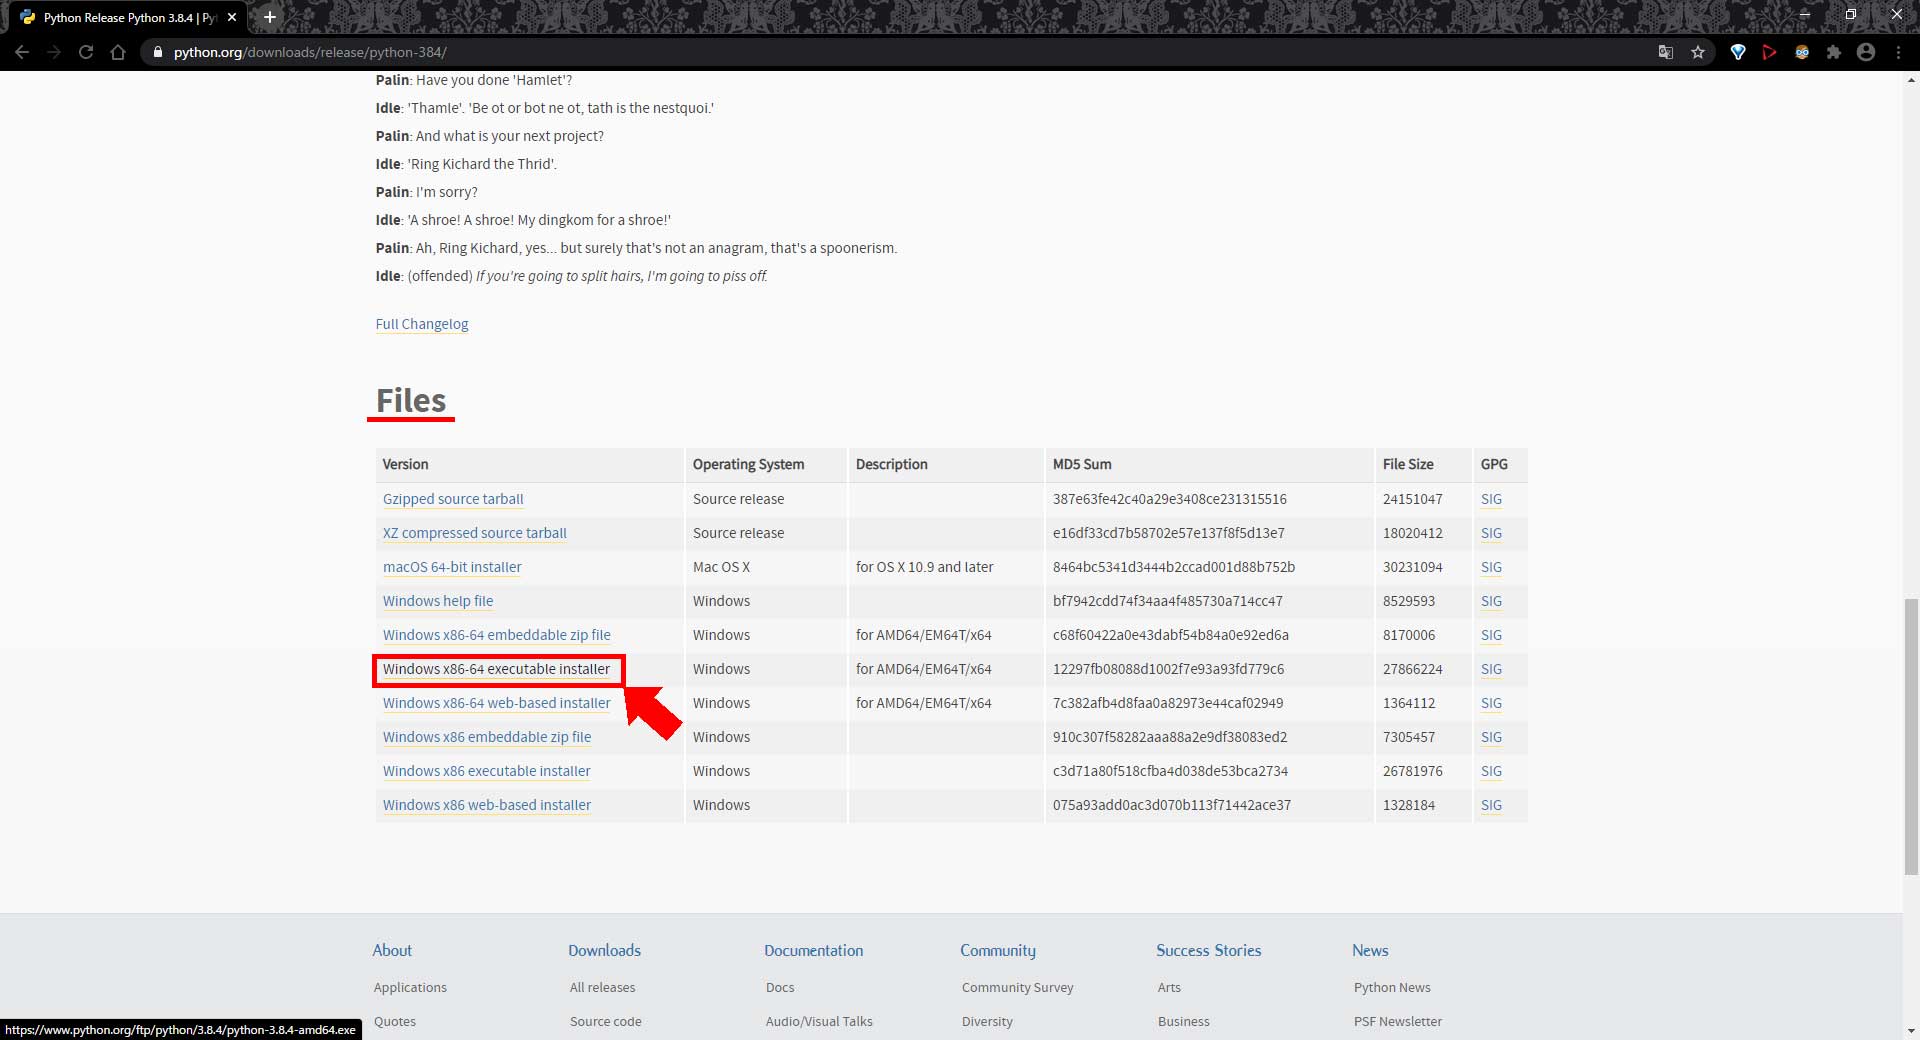 Python Release Python 3.8.4 | Py
python.org/downloads/release/python-384/
Palin: Have you done 'Hamlet'?
Idle: 'Thamle'. 'Be ot or bot ne ot, tath is the nestquoi.'
Palin: And what is your next project?
Idle: 'Ring Kichard the Thrid'.
Palin: I'm sorry?
Idle: 'A shroe! A shroe! My dingkom for a shroe!'
Palin: Ah, Ring Kichard, yes... but surely that's not an anagram, that's a spoonerism.
Idle: (offended) If you're going to split hairs, I'm going to piss off.
Full Changelog
Files
Version Operating System Description MD5 Sum File Size GPG
Gzipped source tarball Source release 387e63fe42c40a29e3408ce231315516 24151047 SIG
XZ compressed source tarball Source release e16df33cd7b58702e57e137f8f5d13e7 18020412 SIG
macOS 64-bit installer Mac OS X for OS X 10.9 and later 8464bc5341d3444b2ccad001d88b752b 30231094 SIG
Windows help file Windows bf7942cdd74f34aa4f485730a714cc47 8529593 SIG
Windows x86-64 embeddable zip file Windows for AMD64/EM64T/x64 c68f60422a0e43dabf54b84a0e92ed6a 8170006 SIG
Windows x86-64 executable installer Windows for AMD64/EM64T/x64 12297fb08088d1002f7e93a93fd779c6 27866224 SIG
Windows x86-64 web-based installer Windows for AMD64/EM64T/x64 7c382afb4d8faa0a82973e44caf02949 1364112 SIG
Windows x86 embeddable zip file Windows 910c307f58282aaa88a2e9df38083ed2 7305457 SIG
Windows x86 executable installer Windows c3d71a80f518cfba4d038de53bca2734 26781976 SIG
Windows x86 web-based installer Windows 075a93add0ac3d070b113f71442ace37 1328184 SIG
About Downloads Documentation Community Success Stories News
Applications All releases Docs Community Survey Arts Python News
Quotes Source code Audio/Visual Talks Diversity Business PSF Newsletter
https://www.python.org/ftp/python/3.8.4/python-3.8.4-amd64.exe